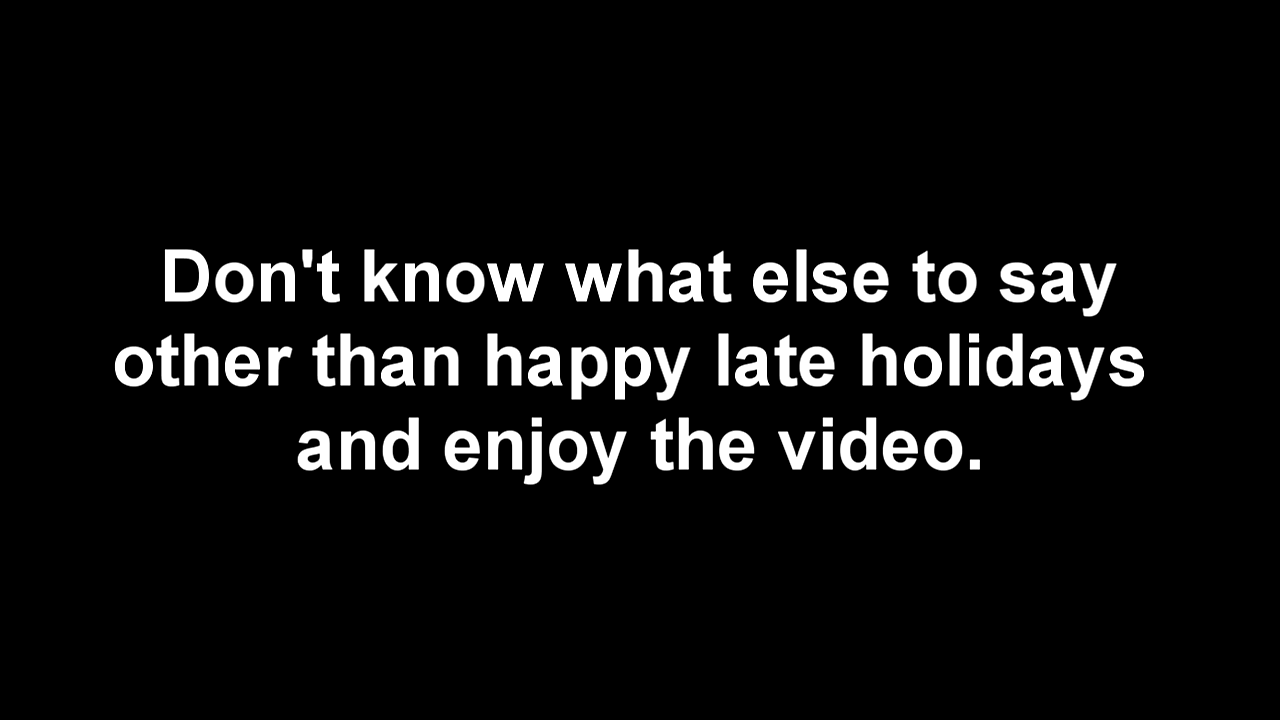 Don't know what else to say
other than happy late holidays
and enjoy the video.